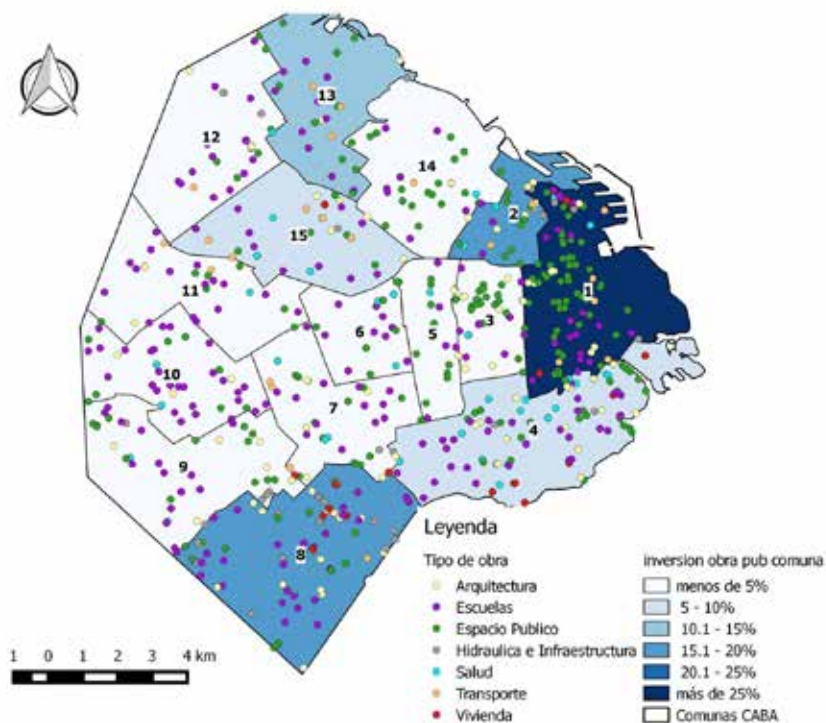 13
12
14
2
15
1
11
3
6
5
10
7
4
9
8
Leyenda
Tipo de obra
Arquitectura
Escuelas
Espacio Publico
Hidraulica e Infraestructura
Salud
Transporte
Vivienda
inversion obra pub comuna
menos de 5%
5 - 10%
10.1 - 15%
15.1 - 20%
20.1 - 25%
más de 25%
Comunas CABA
1 0 1 2 3 4 km